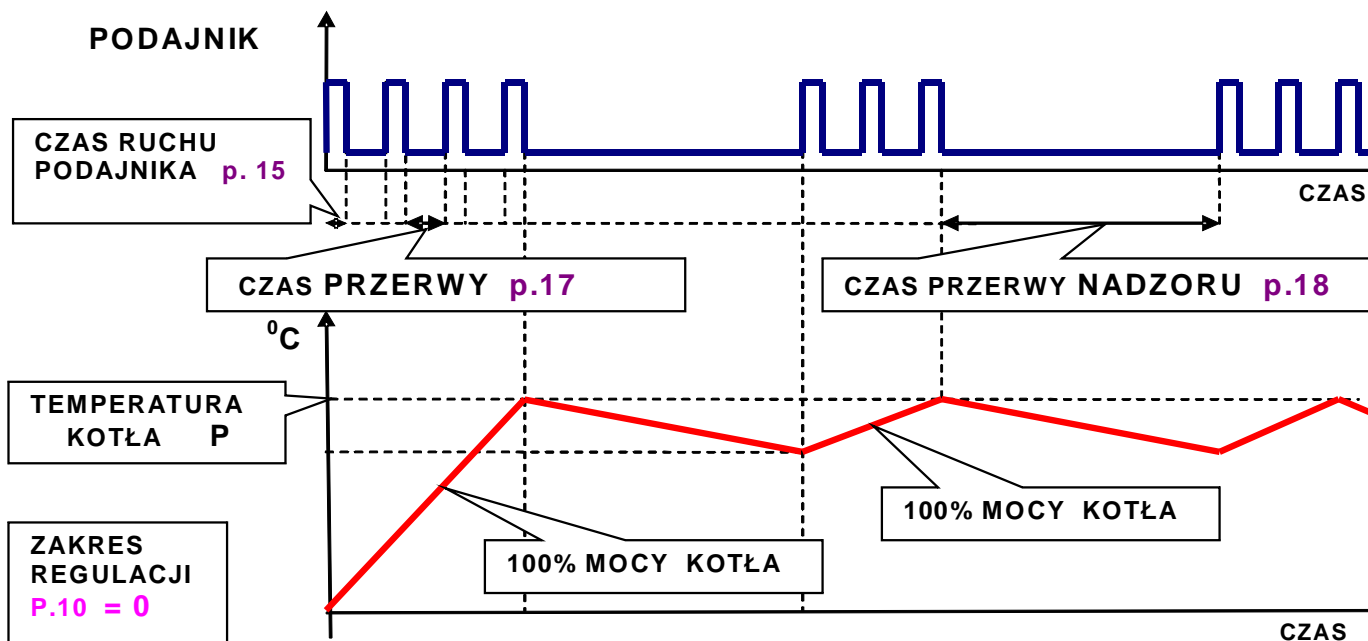 PODAJNIK
CZAS RUCHU
PODAJNIKA p. 15
CZAS
CZAS PRZERWY p.17
CZAS PRZERWY NADZORU p.18
⁰C
TEMPERATURA
KOTŁA P
100% MOCY KOTŁA
100% MOCY KOTŁA
ZAKRES
REGULACJI
P.10 = 0
CZAS